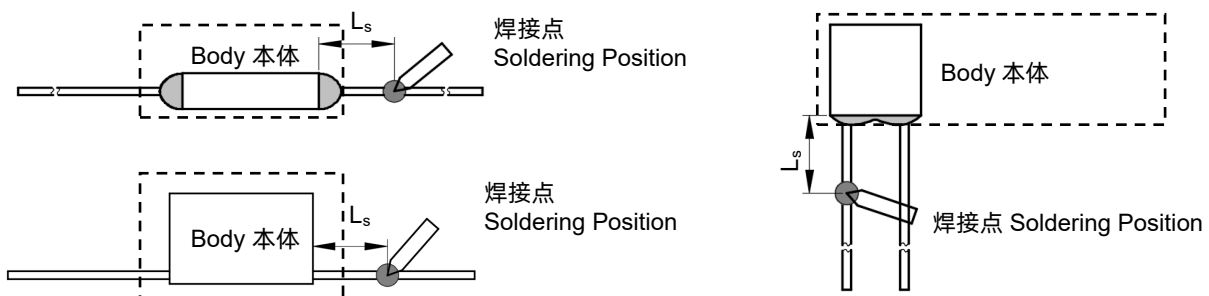 Lₛ
焊接点
Soldering Position
Body 本体
Lₛ
焊接点
Soldering Position
Body 本体
Body 本体
Lₛ
焊接点 Soldering Position